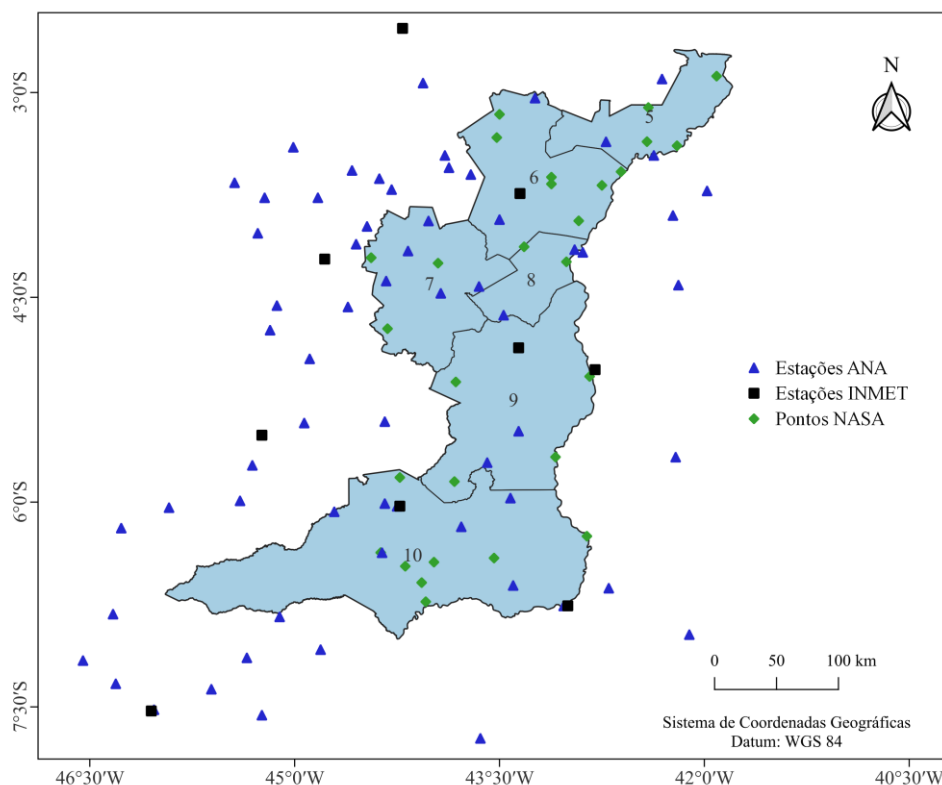 N
3°0'S
4°30'S
6°0'S
7°30'S
5
6
7
8
9
10
Estações ANA
Estações INMET
Pontos NASA
0 50 100 km
Sistema de Coordenadas Geográficas
Datum: WGS 84
46°30'W 45°0'W 43°30'W 42°0'W 40°30'W